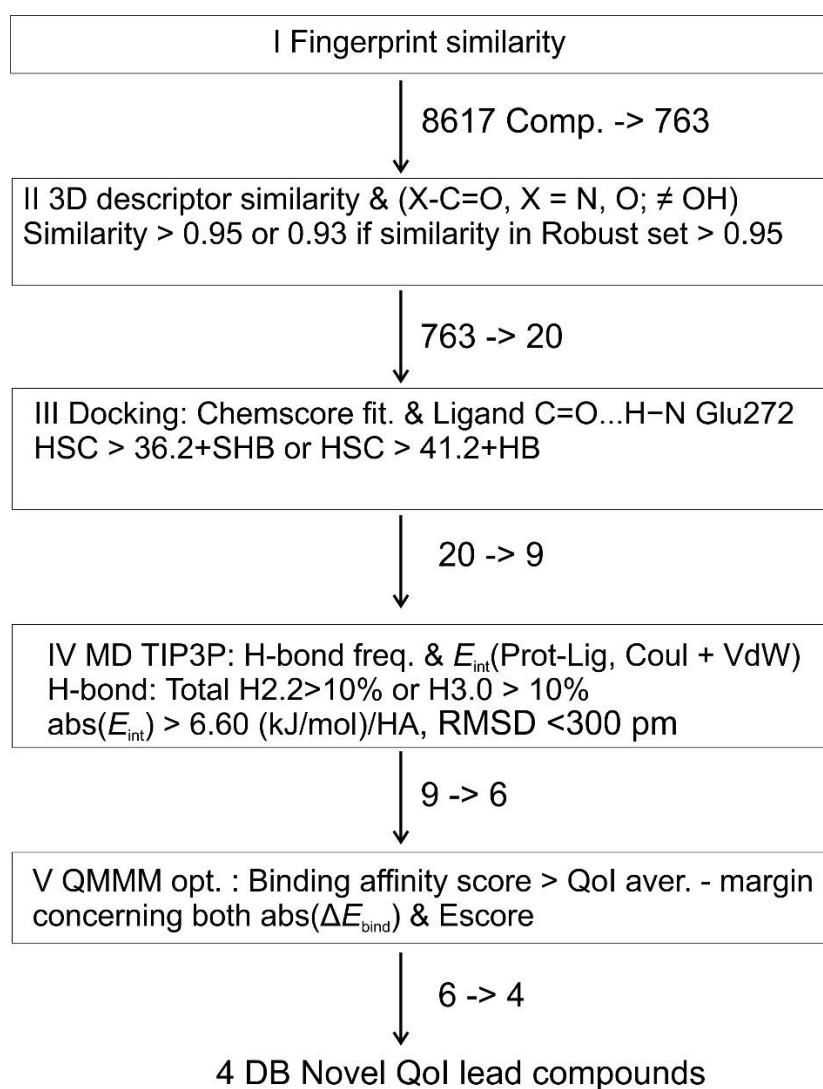 I Fingerprint similarity
8617 Comp. -> 763
II 3D descriptor similarity & (X-C=O, X = N, O; ≠ OH)
Similarity > 0.95 or 0.93 if similarity in Robust set > 0.95
763 -> 20
III Docking: Chemscore fit. & Ligand C=O...H−N Glu272
HSC > 36.2+SHB or HSC > 41.2+HB
20 -> 9
IV MD TIP3P: H-bond freq. & Eint(Prot-Lig, Coul + VdW)
H-bond: Total H2.2>10% or H3.0 > 10%
abs(Eint) > 6.60 (kJ/mol)/HA, RMSD <300 pm
9 -> 6
V QMMM opt. : Binding affinity score > QoI aver. - margin
concerning both abs(ΔEbind) & Escore
6 -> 4
4 DB Novel QoI lead compounds